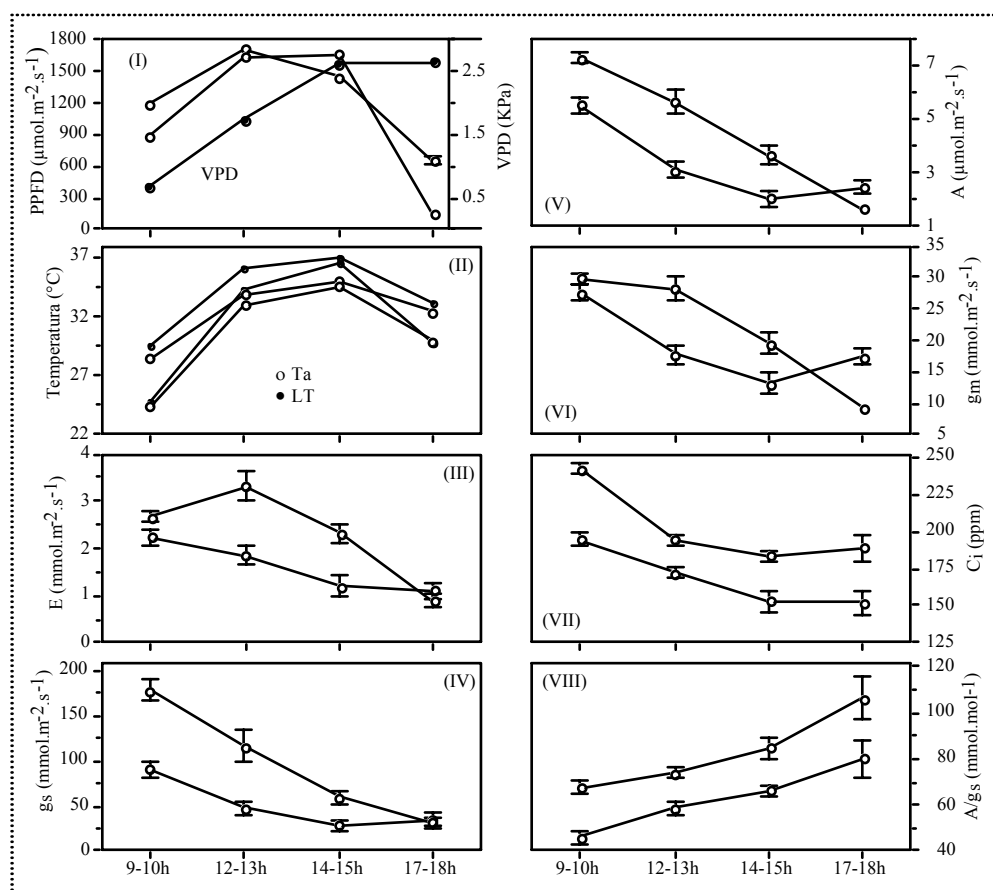 (I)
PPFD (µmol.m-2.s-1)
1800
1500
1200
900
600
300
0
VPD
2.5
1.5
0.5
VPD (KPa)
(V)
7
5
3
1
A (µmol.m-2.s-1)
(II)
Temperatura (°C)
37
32
27
22
Ta
LT
(VI)
35
30
25
20
15
10
5
gm (mmol.m-2.s-1)
(III)
E (mmol.m-2.s-1)
4
3
2
1
0
(VII)
250
225
200
175
150
125
Ci (ppm)
(IV)
gs (mmol.m-2.s-1)
200
150
100
50
0
9-10h 12-13h 14-15h 17-18h
(VIII)
120
100
80
60
40
A/gs (mmol.mol-1)
9-10h 12-13h 14-15h 17-18h